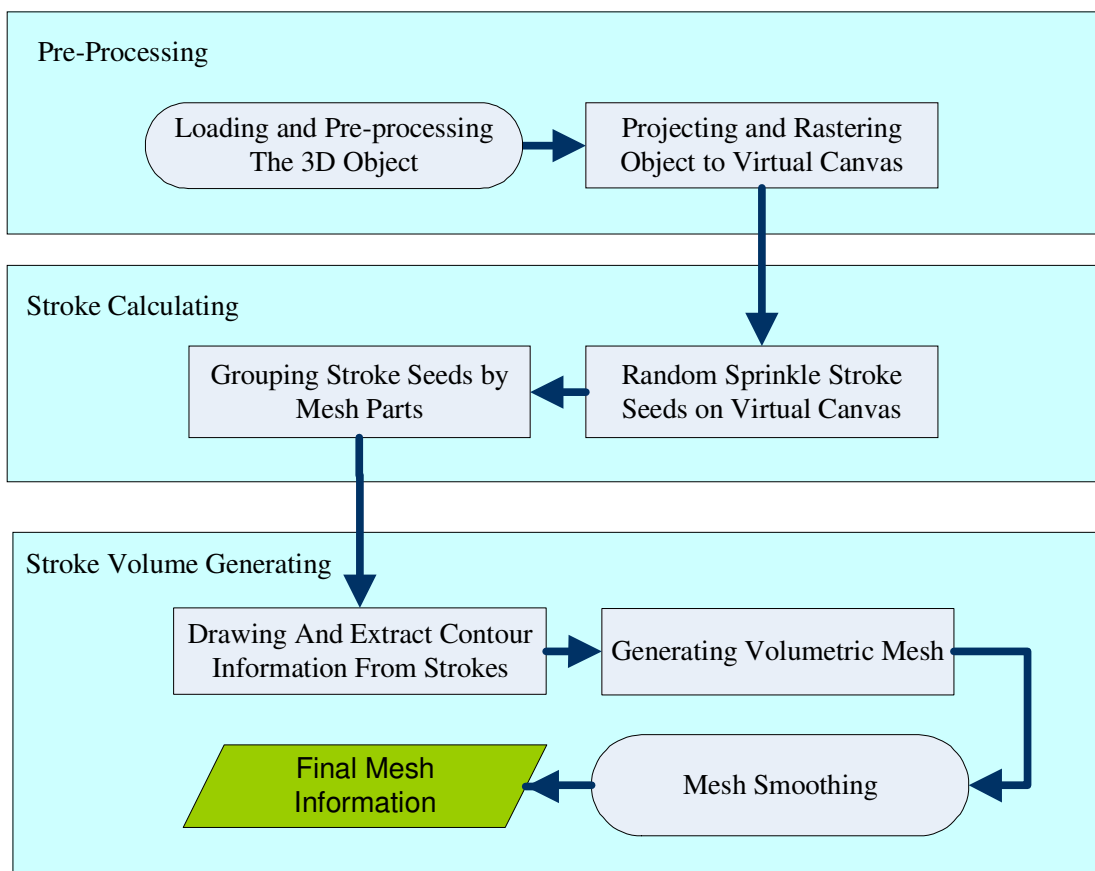 Pre-Processing
Loading and Pre-processing
The 3D Object
Projecting and Rastering
Object to Virtual Canvas
Stroke Calculating
Random Sprinkle Stroke
Seeds on Virtual Canvas
Grouping Stroke Seeds by
Mesh Parts
Stroke Volume Generating
Drawing And Extract Contour
Information From Strokes
Generating Volumetric Mesh
Mesh Smoothing
Final Mesh
Information